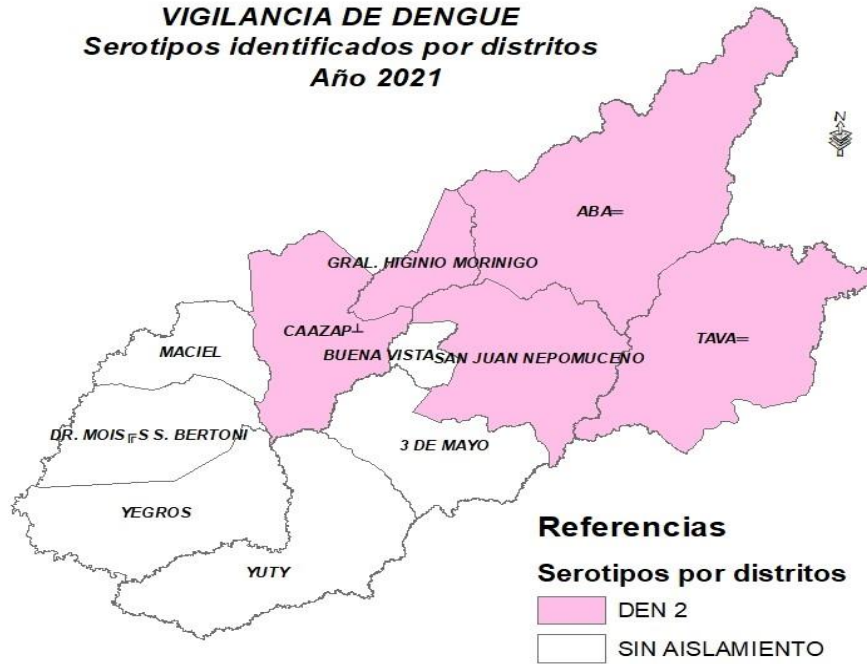 VIGILANCIA DE DENGUE
Serotipos identificados por distritos
Año 2021
N
ABA═
GRAL. HIGINIO MORINIGO
CAAZAP┴
TAVA═
MACIEL
BUENA VISTA
SAN JUAN NEPOMUCENO
DR. MOIS╔S S. BERTONI
3 DE MAYO
YEGROS
YUTY
Referencias
Serotipos por distritos
DEN 2
SIN AISLAMIENTO